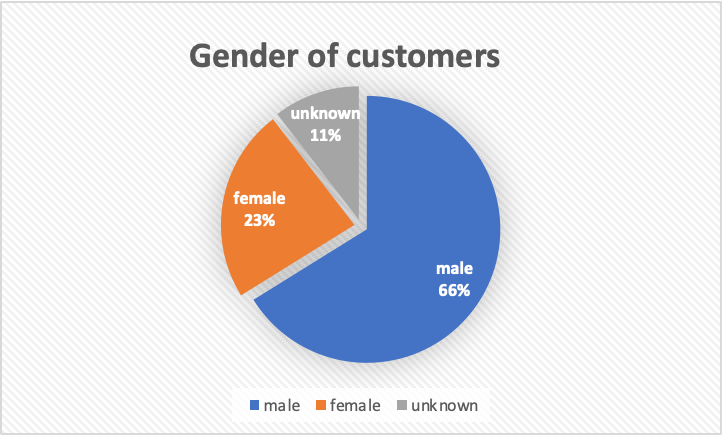 Gender of customers
unknown
11%
female
23%
male
66%
male female unknown